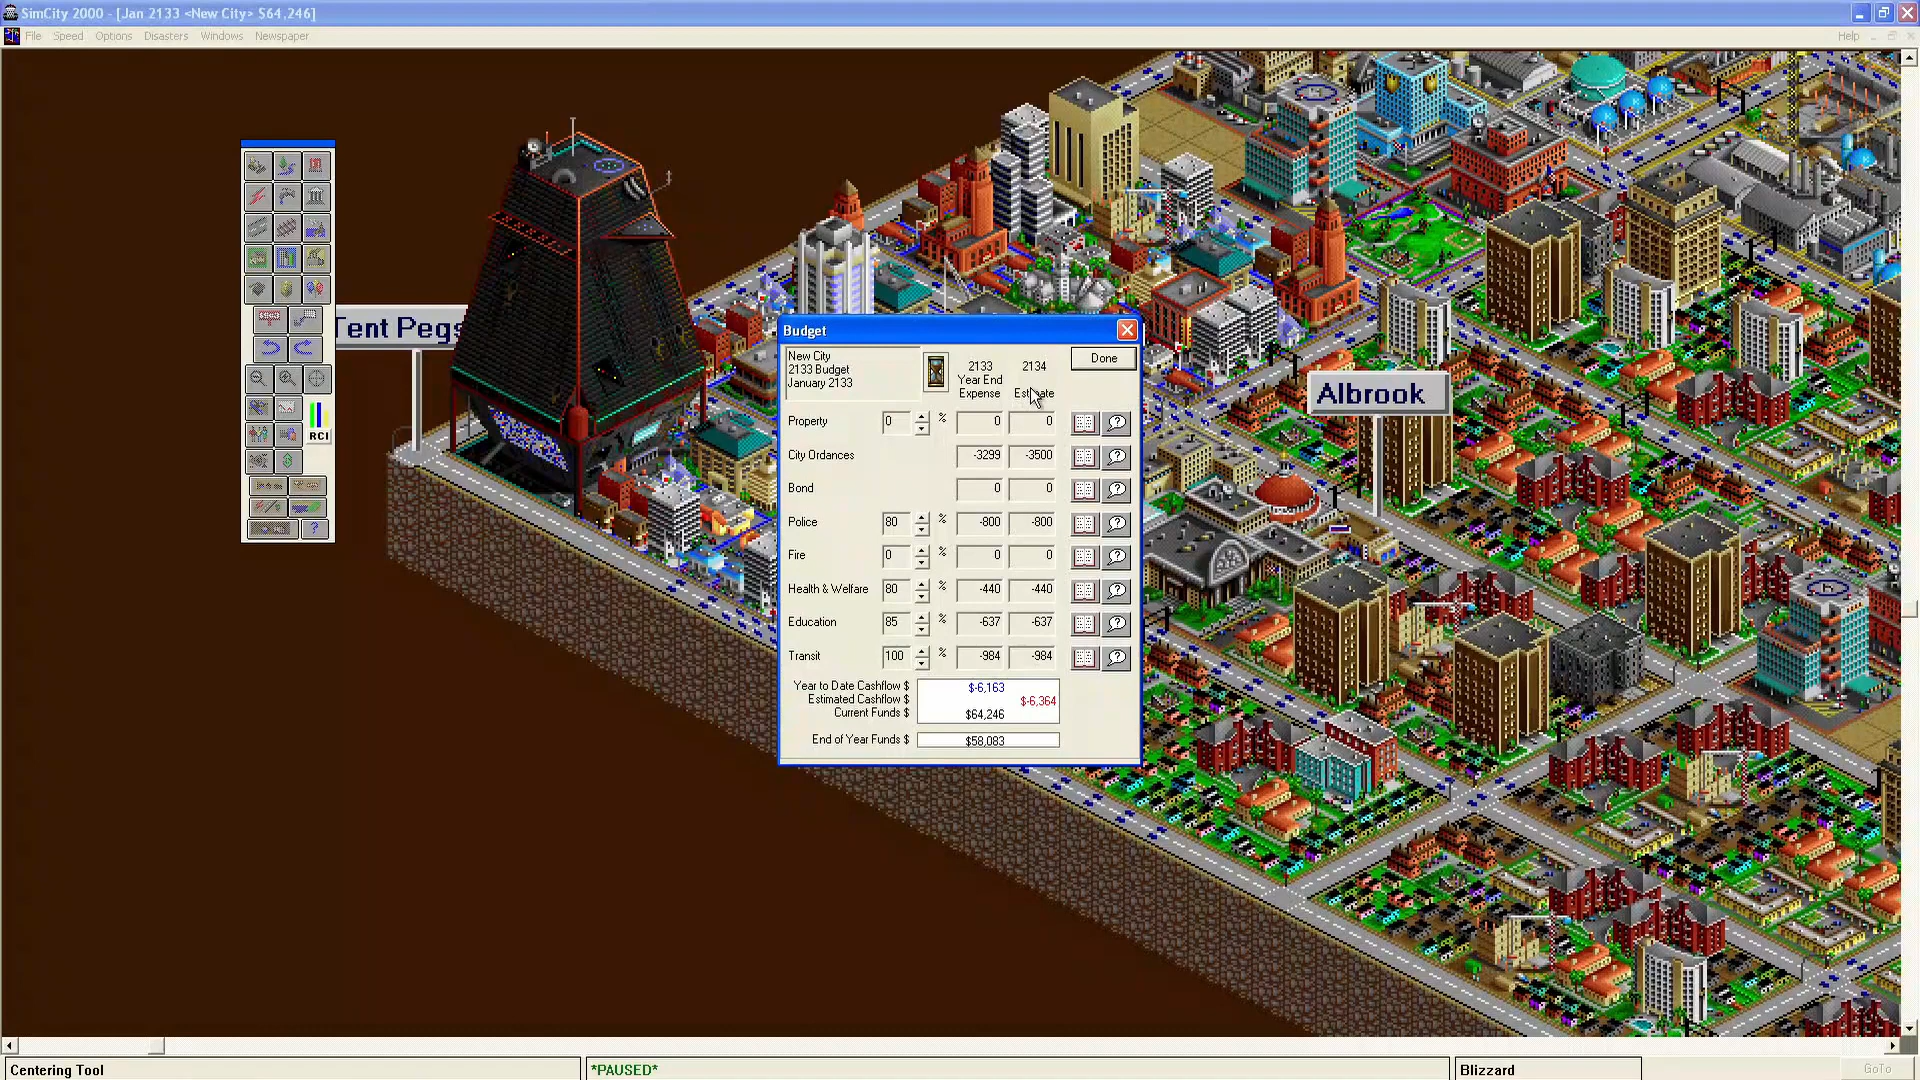 SimCity 2000 - [Jan 2133 <New City> $64,246]
File Speed Options Disasters Windows Newspaper Help
Tent Pegs
RCI
Albrook
Budget
New City
2133 Budget
January 2133
2133
Year End
Expense
2134
Estimate
Done
Property 0 % 0 0
City Ordances -3299 -3500
Bond 0 0
Police 80 % -800 -800
Fire 0 % 0 0
Health & Welfare 80 % -440 -440
Education 85 % -637 -637
Transit 100 % -984 -984
Year to Date Cashflow $ $-6,163
Estimated Cashflow $ $-6,364
Current Funds $ $64,246
End of Year Funds $ $58,083
Centering Tool *PAUSED* Blizzard GoTo